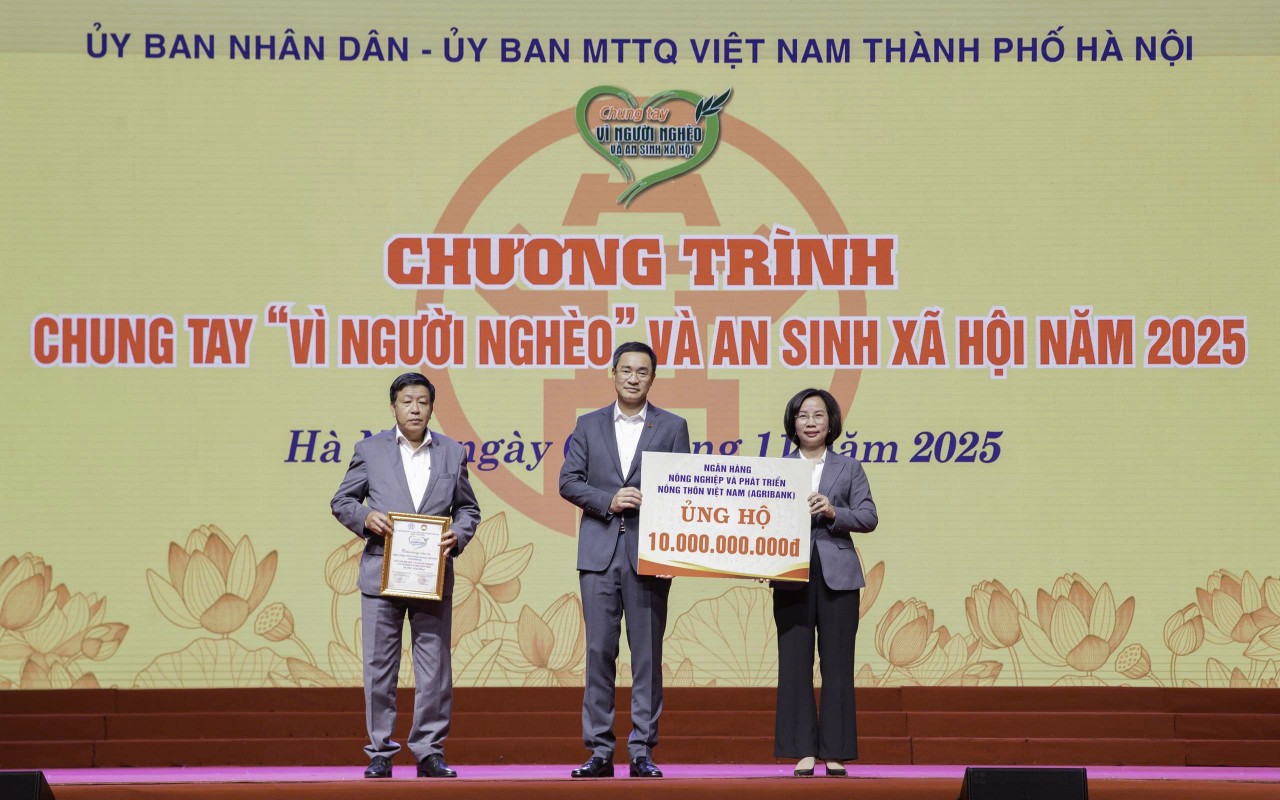 ỦY BAN NHÂN DÂN - ỦY BAN MTTQ VIỆT NAM THÀNH PHỐ HÀ NỘI
Chung tay
VÌ NGƯỜI NGHÈO
VÀ AN SINH XÃ HỘI
CHƯƠNG TRÌNH
CHUNG TAY "VÌ NGƯỜI NGHÈO" VÀ AN SINH XÃ HỘI NĂM 2025
Hà ngày 11 năm 2025
NGÂN HÀNG
NÔNG NGHIỆP VÀ PHÁT TRIỂN
NÔNG THÔN VIỆT NAM (AGRIBANK)
ỦNG HỘ
10.000.000.000đ